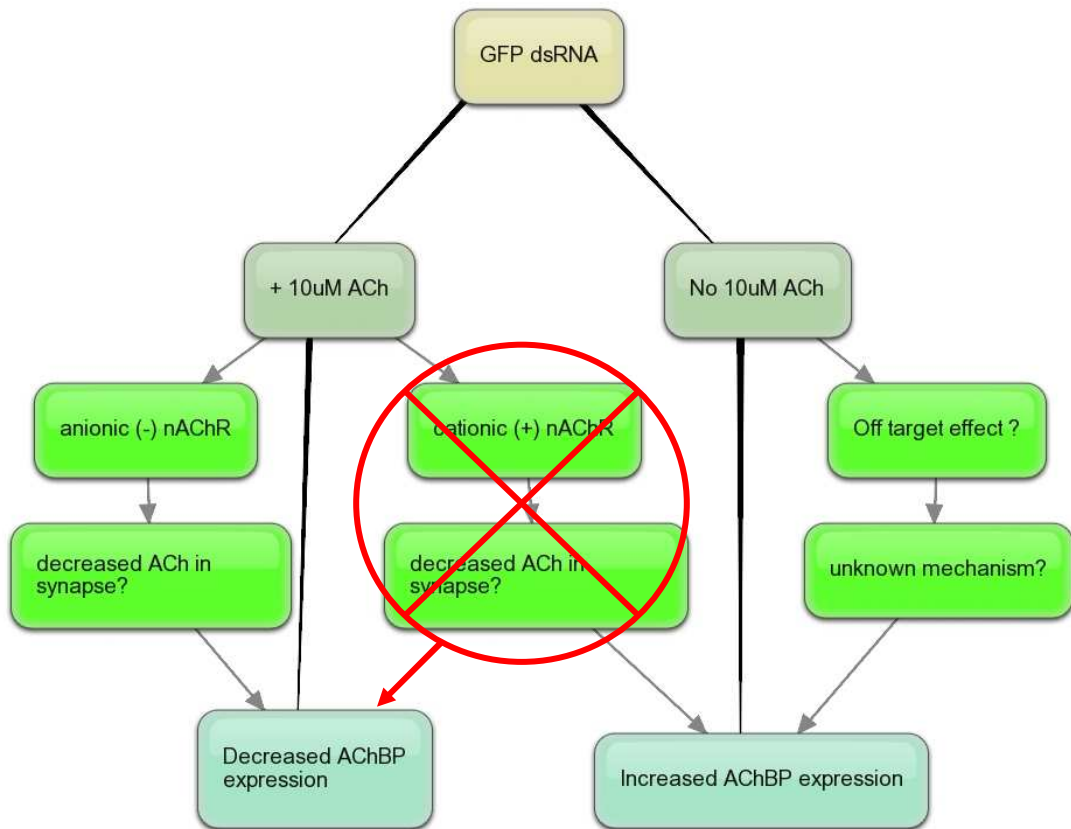 GFP dsRNA
+ 10uM ACh
No 10uM ACh
anionic (-) nAChR
cationic (+) nAChR
Off target effect ?
decreased ACh in
synapse?
decreased ACh in
synapse?
unknown mechanism?
Decreased AChBP
expression
Increased AChBP expression